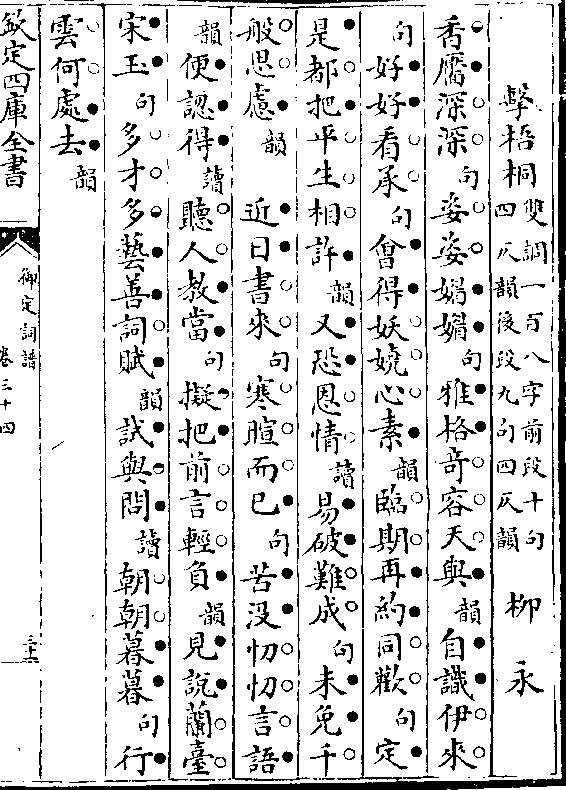 擊梧桐雙調一百八字前段十句四仄韻後段九句四仄韻 柳永
香靨深深句姿姿媚媚句雅格奇容天與韻自識伊來
句好好看承句會得妖嬈心素韻臨期再約同歡句定
是都把平生相許韻又恐恩情讀易破難成句未免千
般思慮韻 近日書來句寒暄而已句苦沒忉忉言語
韻便認得讀聽人教當句擬把前言輕負韻見說蘭臺
宋玉句多才多藝善詞賦韻試與問讀朝朝暮暮句行
雲何處去韻
欽定四庫全書
御定詞譜
卷三十四